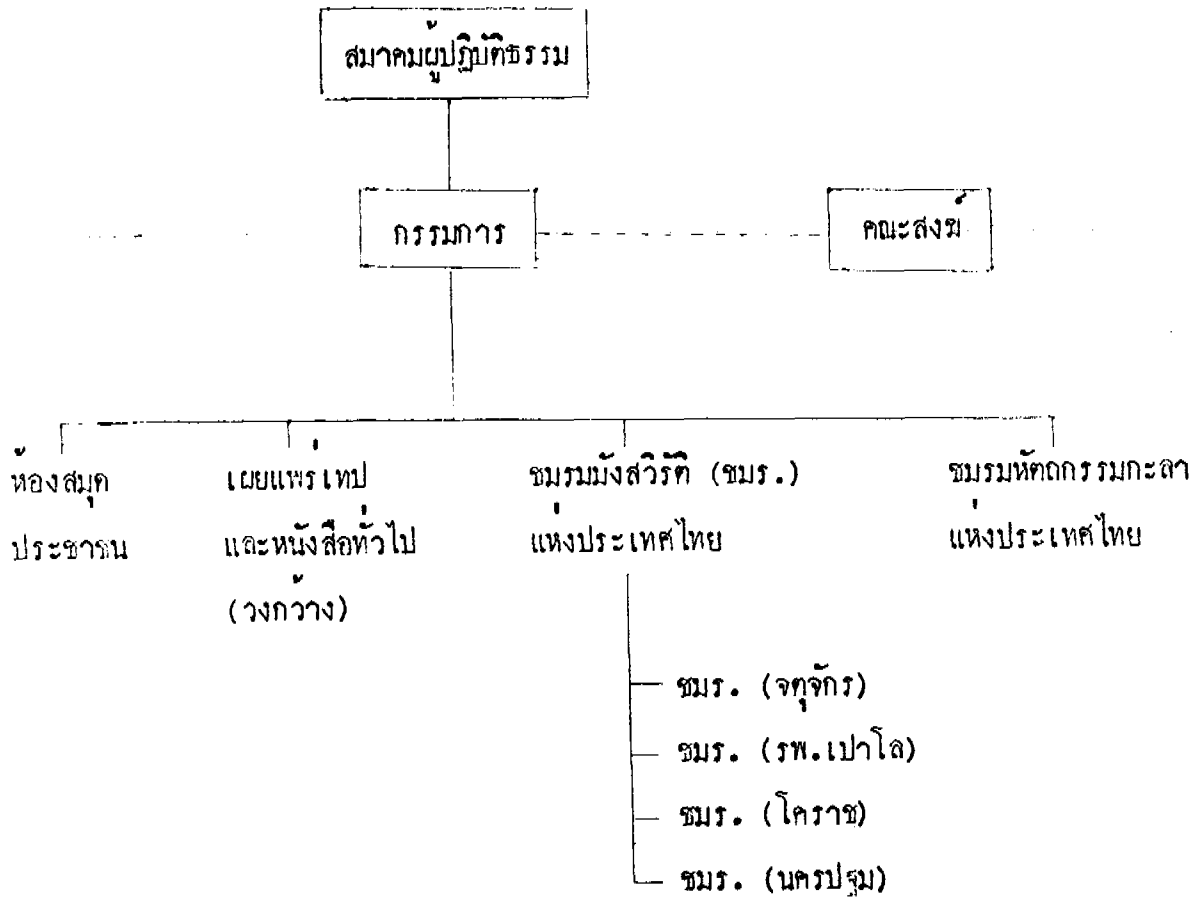 สมาคมผู้ปฏิบัติธรรม
กรรมการ
คณะสงฆ์
ห้องสมุด
ประชาชน
เผยแพร่เทป
และหนังสือทั่วไป
(วงกว้าง)
ชมรมมังสวิรัติ (ชมร.)
แห่งประเทศไทย
ชมรมหัตถกรรมกะลา
แห่งประเทศไทย
ชมร. (จตุจักร)
ชมร. (รพ.เปาโล)
ชมร. (โคราช)
ชมร. (นครปฐม)